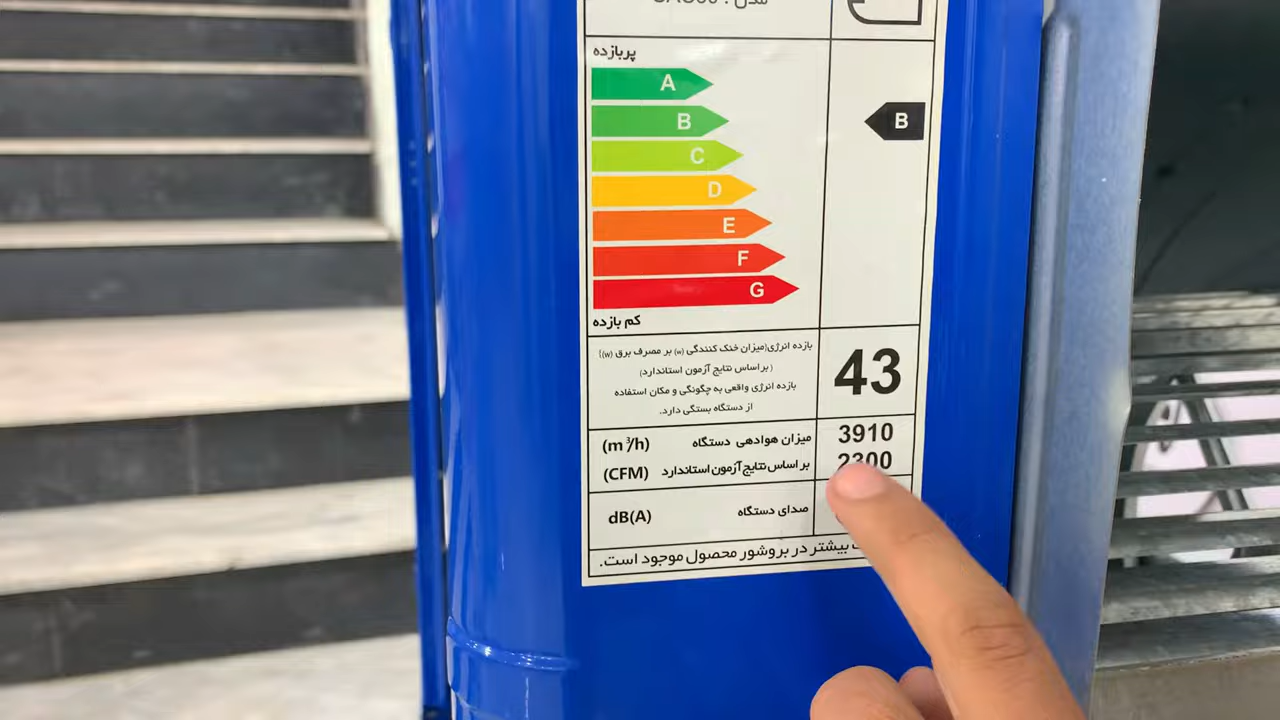 مدل :
پربازده
A
B
B
C
D
E
F
G
کم بازده
بازده انرژی{میزان خنک کنندگی (w) بر مصرف برق (w)}
(براساس نتایج آزمون استاندارد)
بازده انرژی واقعی به چگونگی و مکان استفاده
از دستگاه بستگی دارد.
43
میزان هوادهی دستگاه (m³/h) 3910
براساس نتایج آزمون استاندارد (CFM) 2300
صدای دستگاه dB(A)
بیشتر در بروشور محصول موجود است.